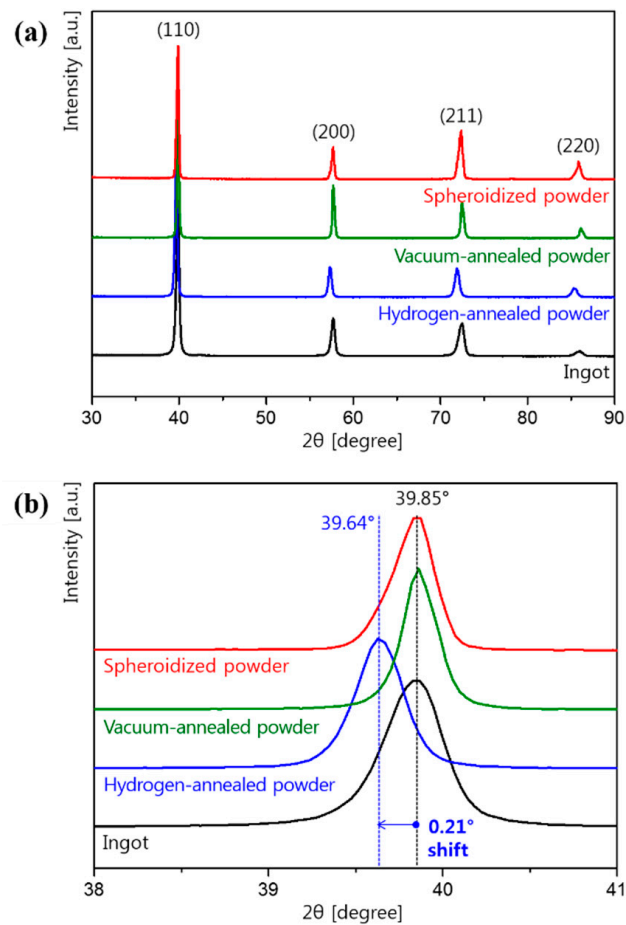 (a)
Intensity [a.u.]
(110)
(200)
(211)
(220)
Spheroidized powder
Vacuum-annealed powder
Hydrogen-annealed powder
Ingot
30 40 50 60 70 80 90
2θ [degree]
(b)
Intensity [a.u.]
39.85°
39.64°
Spheroidized powder
Vacuum-annealed powder
Hydrogen-annealed powder
Ingot
0.21°
shift
38 39 40 41
2θ [degree]